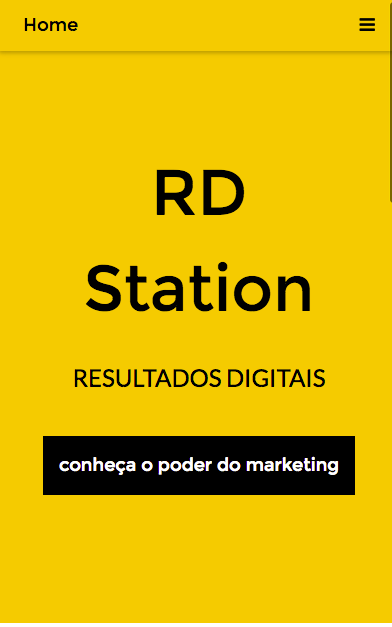 Home
RD
Station
RESULTADOS DIGITAIS
conheça o poder do marketing